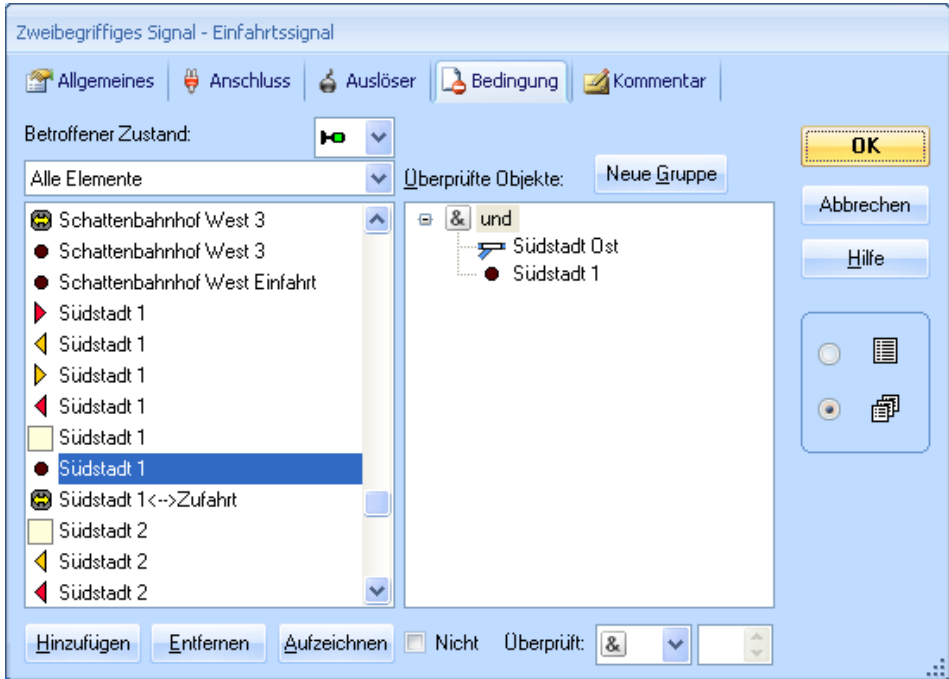 Zweibegriffiges Signal - Einfahrtssignal
Allgemeines Anschluss Auslöser Bedingung Kommentar
Betroffener Zustand:
Alle Elemente
Überprüfte Objekte: Neue Gruppe
OK
Abbrechen
Hilfe
Schattenbahnhof West 3
Schattenbahnhof West 3
Schattenbahnhof West Einfahrt
Südstadt 1
Südstadt 1
Südstadt 1
Südstadt 1
Südstadt 1
Südstadt 1
Südstadt 1<-->Zufahrt
Südstadt 2
Südstadt 2
Südstadt 2
& und
Südstadt Ost
Südstadt 1
Hinzufügen Entfernen Aufzeichnen Nicht Überprüft: &